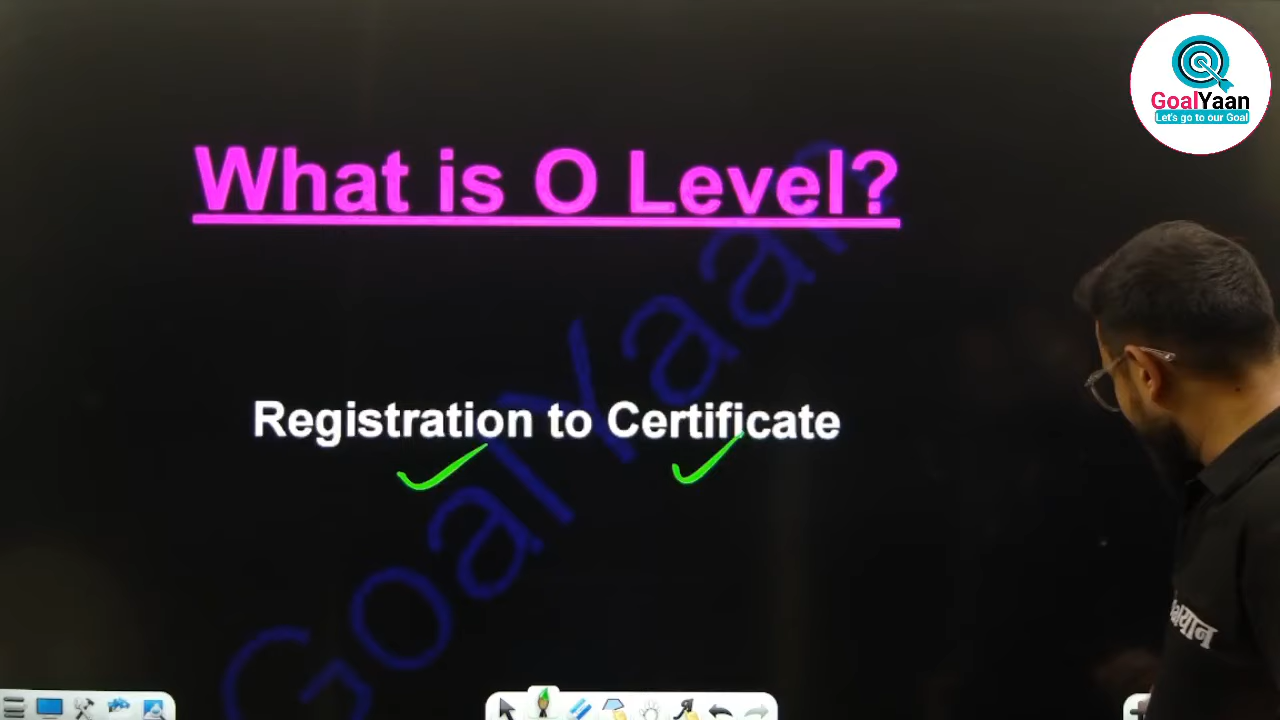 GoalYaan
Let's go to our Goal
What is O Level?
Registration to Certificate
GoalYaan